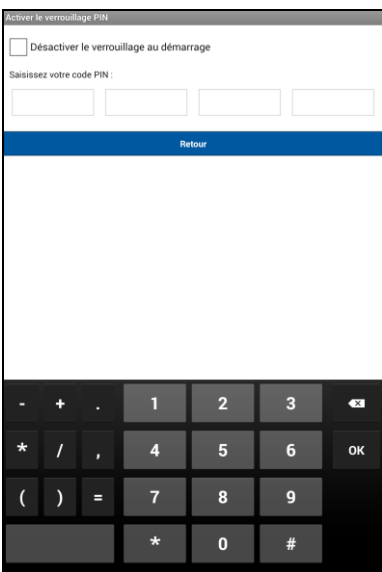 Activer le verrouillage PIN
Désactiver le verrouillage au démarrage
Saisissez votre code PIN :
Retour
- + . 1 2 3
* / , 4 5 6 OK
( ) = 7 8 9
* 0 #